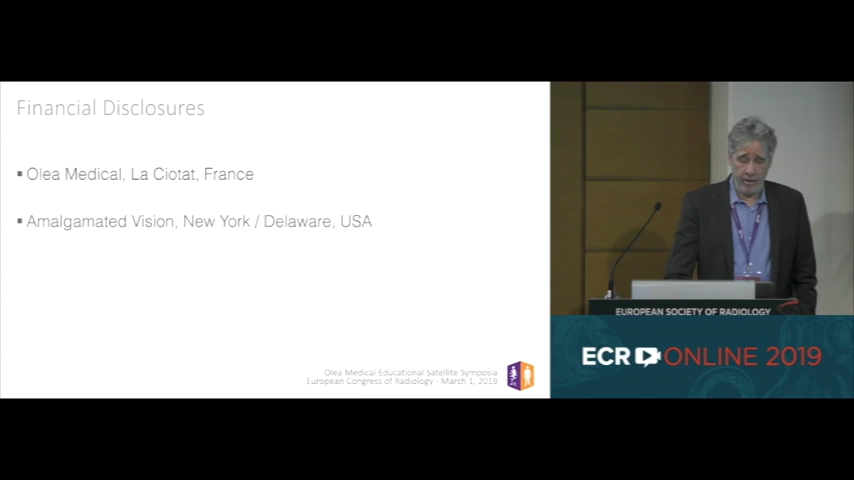 Financial Disclosures
▪ Olea Medical, La Ciotat, France
▪ Amalgamated Vision, New York / Delaware, USA
Olea Medical Educational Satellite Symposia
European Congress of Radiology - March 1, 2019
EUROPEAN SOCIETY OF RADIOLOGY
ECR ONLINE 2019